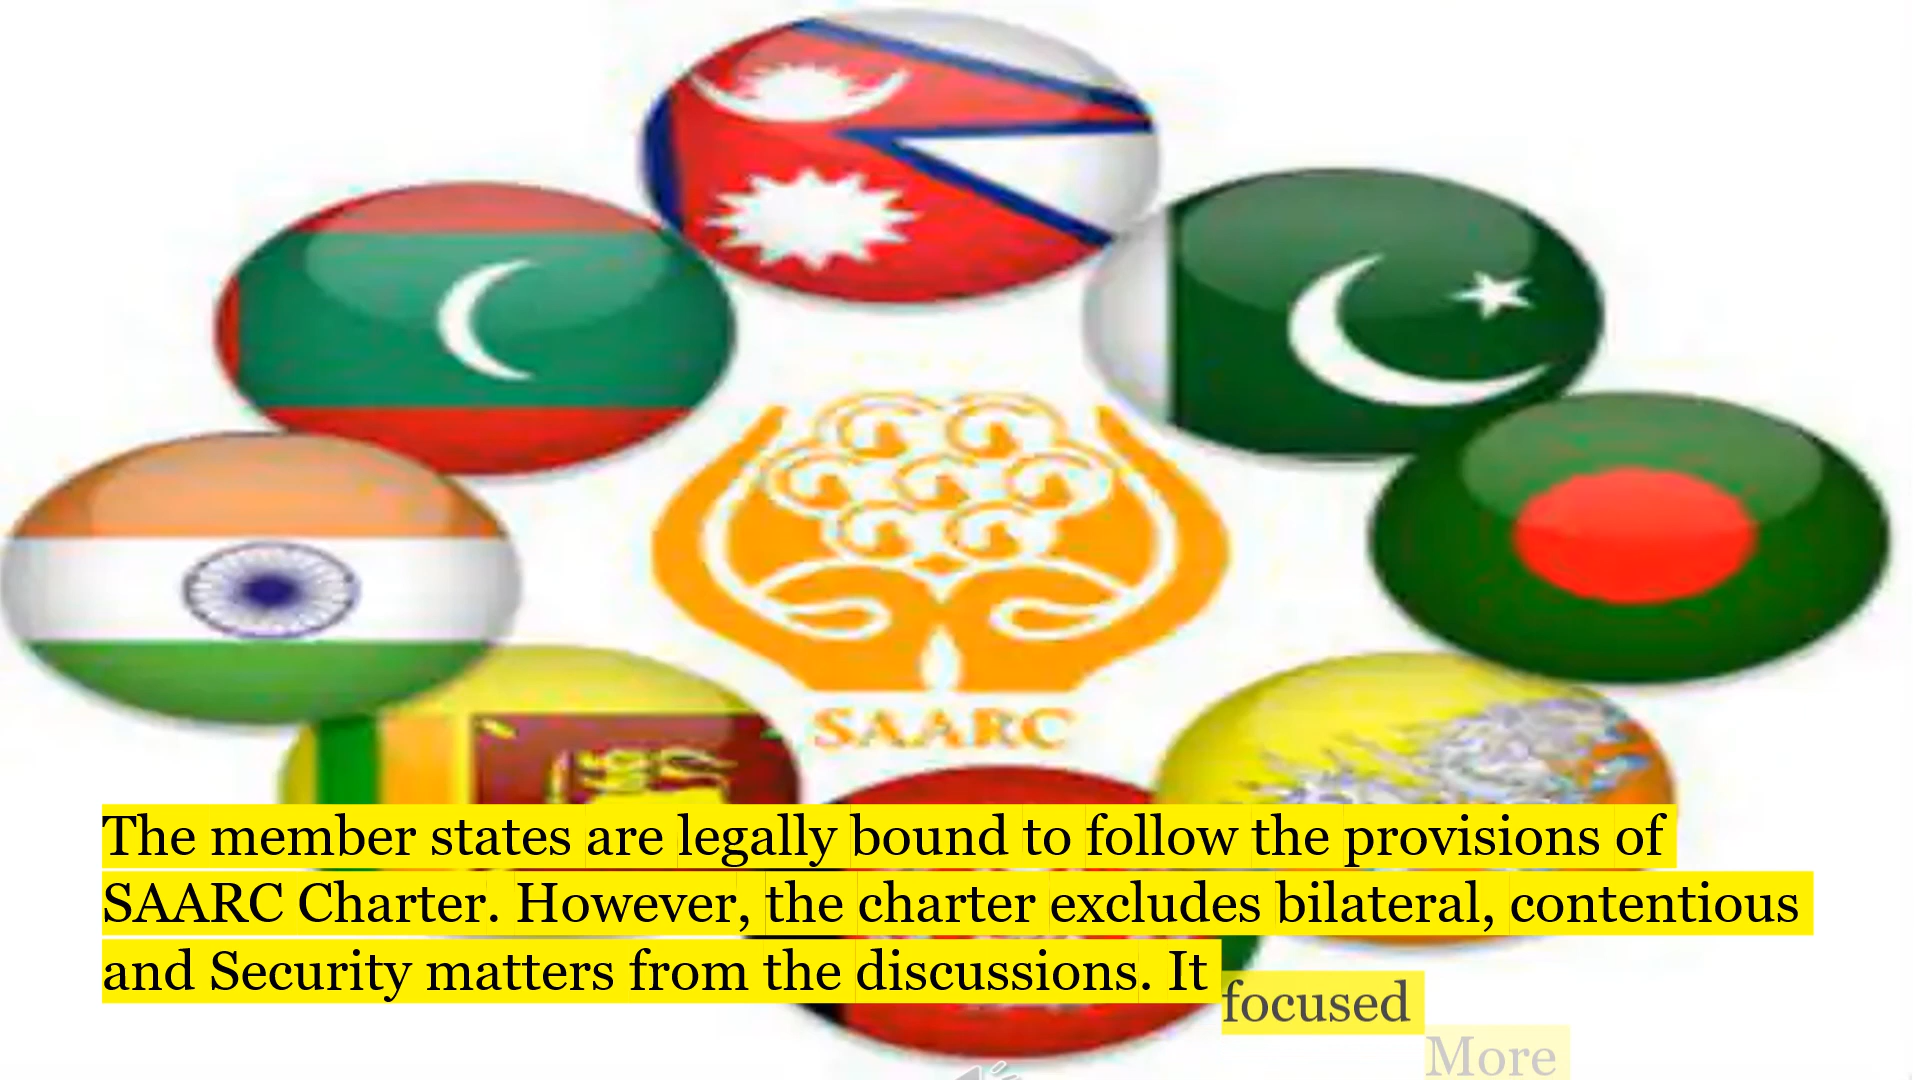 SAARC
The member states are legally bound to follow the provisions of
SAARC Charter. However, the charter excludes bilateral, contentious
and Security matters from the discussions. It focused
More